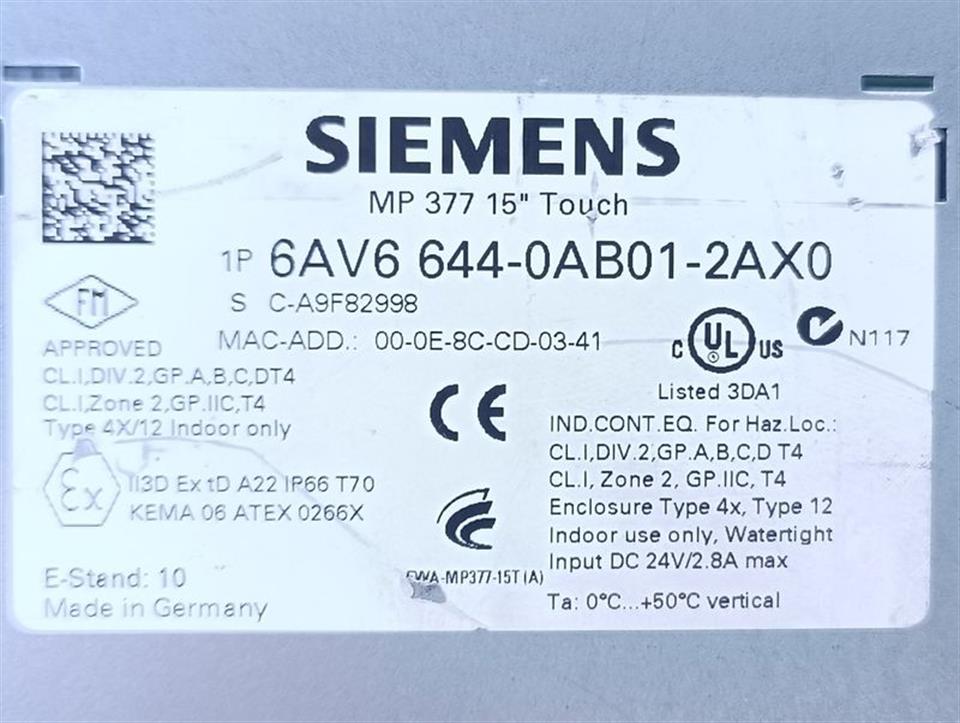 SIEMENS
MP 377 15" Touch
1P 6AV6 644-0AB01-2AX0
S C-A9F82998
MAC-ADD.: 00-0E-8C-CD-03-41
FM
APPROVED
CL.I,DIV.2,GP.A,B,C,DT4
CL.I,Zone 2,GP.IIC,T4
Type 4X/12 Indoor only
Ex II3D Ex tD A22 IP66 T70
KEMA 06 ATEX 0266X
E-Stand: 10
Made in Germany
CE
C UL US
N117
Listed 3DA1
IND.CONT.EQ. For Haz.Loc.:
CL.I,DIV.2,GP.A,B,C,D T4
CL.I, Zone 2, GP.IIC, T4
Enclosure Type 4x, Type 12
Indoor use only, Watertight
Input DC 24V/2.8A max
Ta: 0°C...+50°C vertical